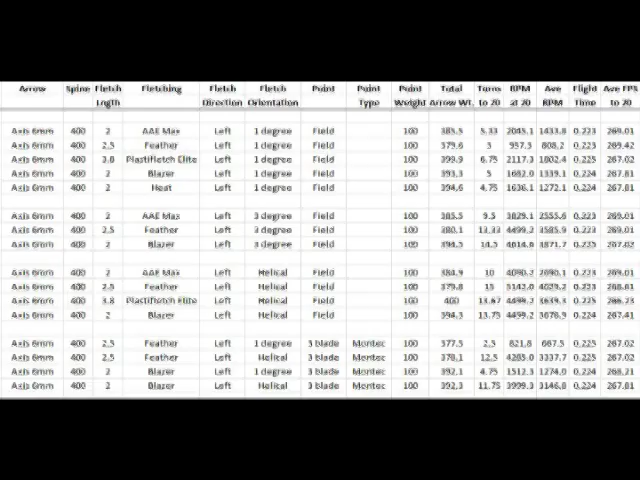 Arrow Spine Fletch Fletching Fletch Fletch Point Point Point Total Turns RPM Ave Flight Ave FPS
Lngth Direction Orientation Type Weight Arrow Wt. to 20 at 20 RPM Time to 20
Axis 6mm 400 2 AAE Max Left 1 degree Field 100 385.5 5.33 2045.1 1433.8 0.223 269.01
Axis 6mm 400 2.5 Feather Left 1 degree Field 100 379.6 5 957.3 808.2 0.223 269.42
Axis 6mm 400 3.8 Plastifletch Elite Left 1 degree Field 100 399.9 6.75 2117.3 1802.4 0.225 267.02
Axis 6mm 400 2 Blazer Left 1 degree Field 100 393.3 5 1682.0 1339.1 0.224 267.81
Axis 6mm 400 2 Heat Left 1 degree Field 100 394.6 4.75 1636.1 1272.1 0.224 267.81
Axis 6mm 400 2 AAE Max Left 3 degree Field 100 385.5 9.5 3829.1 2555.6 0.223 269.01
Axis 6mm 400 2.5 Feather Left 3 degree Field 100 380.1 13.33 4499.2 3585.9 0.223 269.01
Axis 6mm 400 2 Blazer Left 3 degree Field 100 394.5 14.5 3871.7 0.225 267.02
Axis 6mm 400 2 AAE Max Left Helical Field 100 384.9 10 4090.2 2690.1 0.223 269.01
Axis 6mm 400 2.5 Feather Left Helical Field 100 379.8 15 5142.0 0.223 268.61
Axis 6mm 400 3.8 Plastifletch Elite Left Helical Field 100 400 13.67 4499.2 3639.3 0.225 266.23
Axis 6mm 400 2 Blazer Left Helical Field 100 394.3 13.75 4499.2 3678.9 0.224 267.41
Axis 6mm 400 2.5 Feather Left 1 degree 3 blade Montec 100 377.5 2.5 821.8 667.5 0.225 267.02
Axis 6mm 400 2.5 Feather Left Helical 3 blade Montec 100 378.1 12.5 4285.0 3337.7 0.225 267.02
Axis 6mm 400 2 Blazer Left 1 degree 3 blade Montec 100 392.1 4.75 1512.3 1274.0 0.224 268.21
Axis 6mm 400 2 Blazer Left Helical 3 blade Montec 100 392.3 11.75 3999.3 3146.8 0.224 267.81